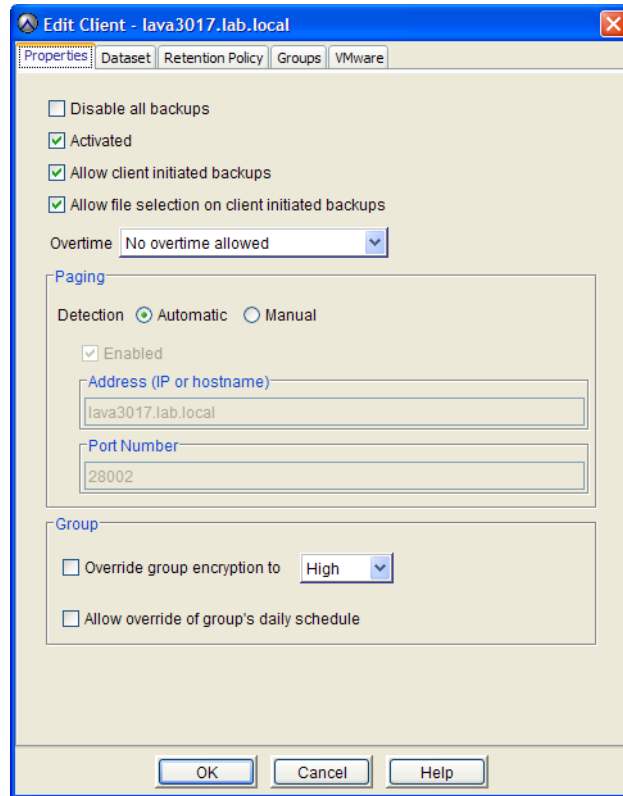 Edit Client - lava3017.lab.local
Properties Dataset Retention Policy Groups VMware
Disable all backups
Activated
Allow client initiated backups
Allow file selection on client initiated backups
Overtime No overtime allowed
Paging
Detection Automatic Manual
Enabled
Address (IP or hostname)
lava3017.lab.local
Port Number
28002
Group
Override group encryption to High
Allow override of group's daily schedule
OK Cancel Help